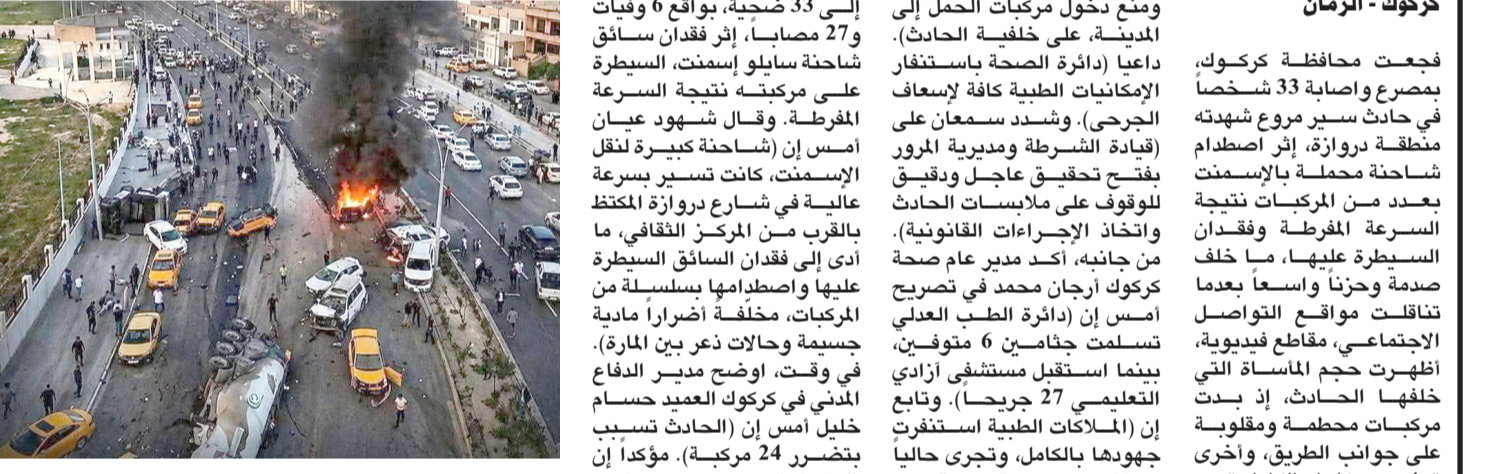 كركوك - الزمان
فجعت محافظة كركوك،
بمصرع واصابة 33 شخصاً
في حادث سير مروع شهدته
منطقة دروازة، إثر اصطدام
شاحنة محملة بالإسمنت
بعدد من المركبات نتيجة
السرعة المفرطة وفقدان
السيطرة عليها، ما خلف
صدمة وحزناً واسعاً بعدما
تناقلت مواقع التواصل
الاجتماعي، مقاطع فيديوية،
أظهرت حجم المأساة التي
خلفها الحادث، إذ بدت
مركبات محطمة ومقلوبة
على جوانب الطريق، وأخرى
ومنع دخول مركبات الحمل إلى
المدينة، على خلفية الحادث).
داعيا (دائرة الصحة باستنفار
الإمكانيات الطبية كافة لإسعاف
الجرحى). وشدد سمعان على
(قيادة الشرطة ومديرية المرور
بفتح تحقيق عاجل ودقيق
للوقوف على ملابسات الحادث
واتخاذ الإجراءات القانونية).
من جانبه، أكد مدير عام صحة
كركوك أرجان محمد في تصريح
أمس إن (دائرة الطب العدلي
تسلمت جثامين 6 متوفين،
بينما استقبل مستشفى آزادي
التعليمي 27 جريحاً). وتابع
إن (الملاكات الطبية استنفرت
جهودها بالكامل، وتجرى حالياً
إلى 33 ضحية، بواقع 6 وفيات
و27 مصاباً، إثر فقدان سائق
شاحنة سايلو إسمنت، السيطرة
على مركبته نتيجة السرعة
المفرطة. وقال شهود عيان
أمس إن (شاحنة كبيرة لنقل
الإسمنت، كانت تسير بسرعة
عالية في شارع دروازة المكتظ
بالقرب من المركز الثقافي، ما
أدى إلى فقدان السائق السيطرة
عليها واصطدامها بسلسلة من
المركبات، مخلفةً أضراراً مادية
جسيمة وحالات ذعر بين المارة).
في وقت، اوضح مدير الدفاع
المدني في كركوك العميد حسام
خليل أمس إن (الحادث تسبب
بتضرر 24 مركبة). مؤكداً إن